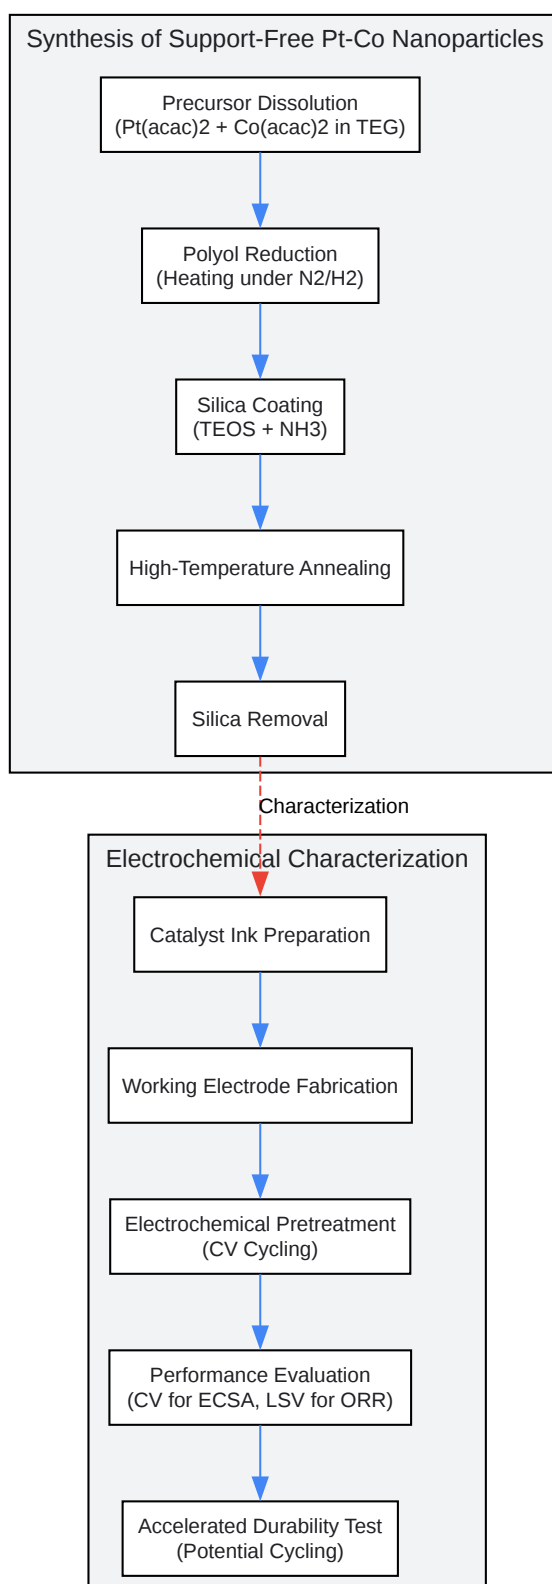 Synthesis of Support-Free Pt-Co Nanoparticles
Precursor Dissolution
(Pt(acac)2 + Co(acac)2 in TEG)
Polyol Reduction
(Heating under N2/H2)
Silica Coating
(TEOS + NH3)
High-Temperature Annealing
Silica Removal
Characterization
Electrochemical Characterization
Catalyst Ink Preparation
Working Electrode Fabrication
Electrochemical Pretreatment
(CV Cycling)
Performance Evaluation
(CV for ECSA, LSV for ORR)
Accelerated Durability Test
(Potential Cycling)